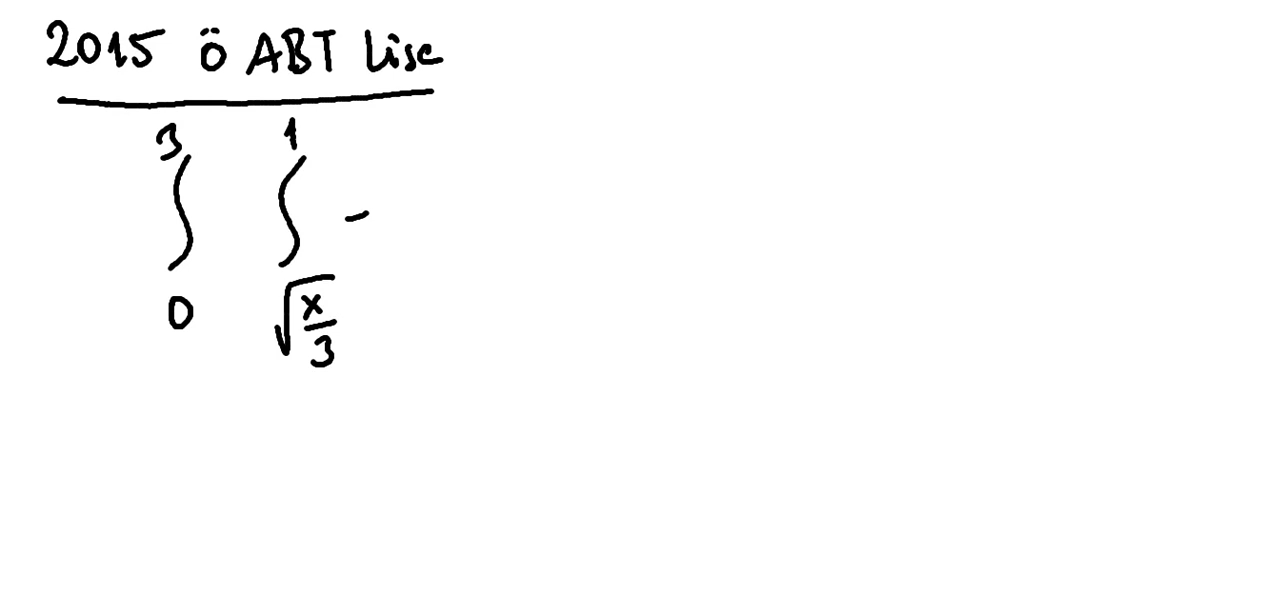 2015 ö ABT Lise
3 1
∫ ∫ -
0 √(x/3)